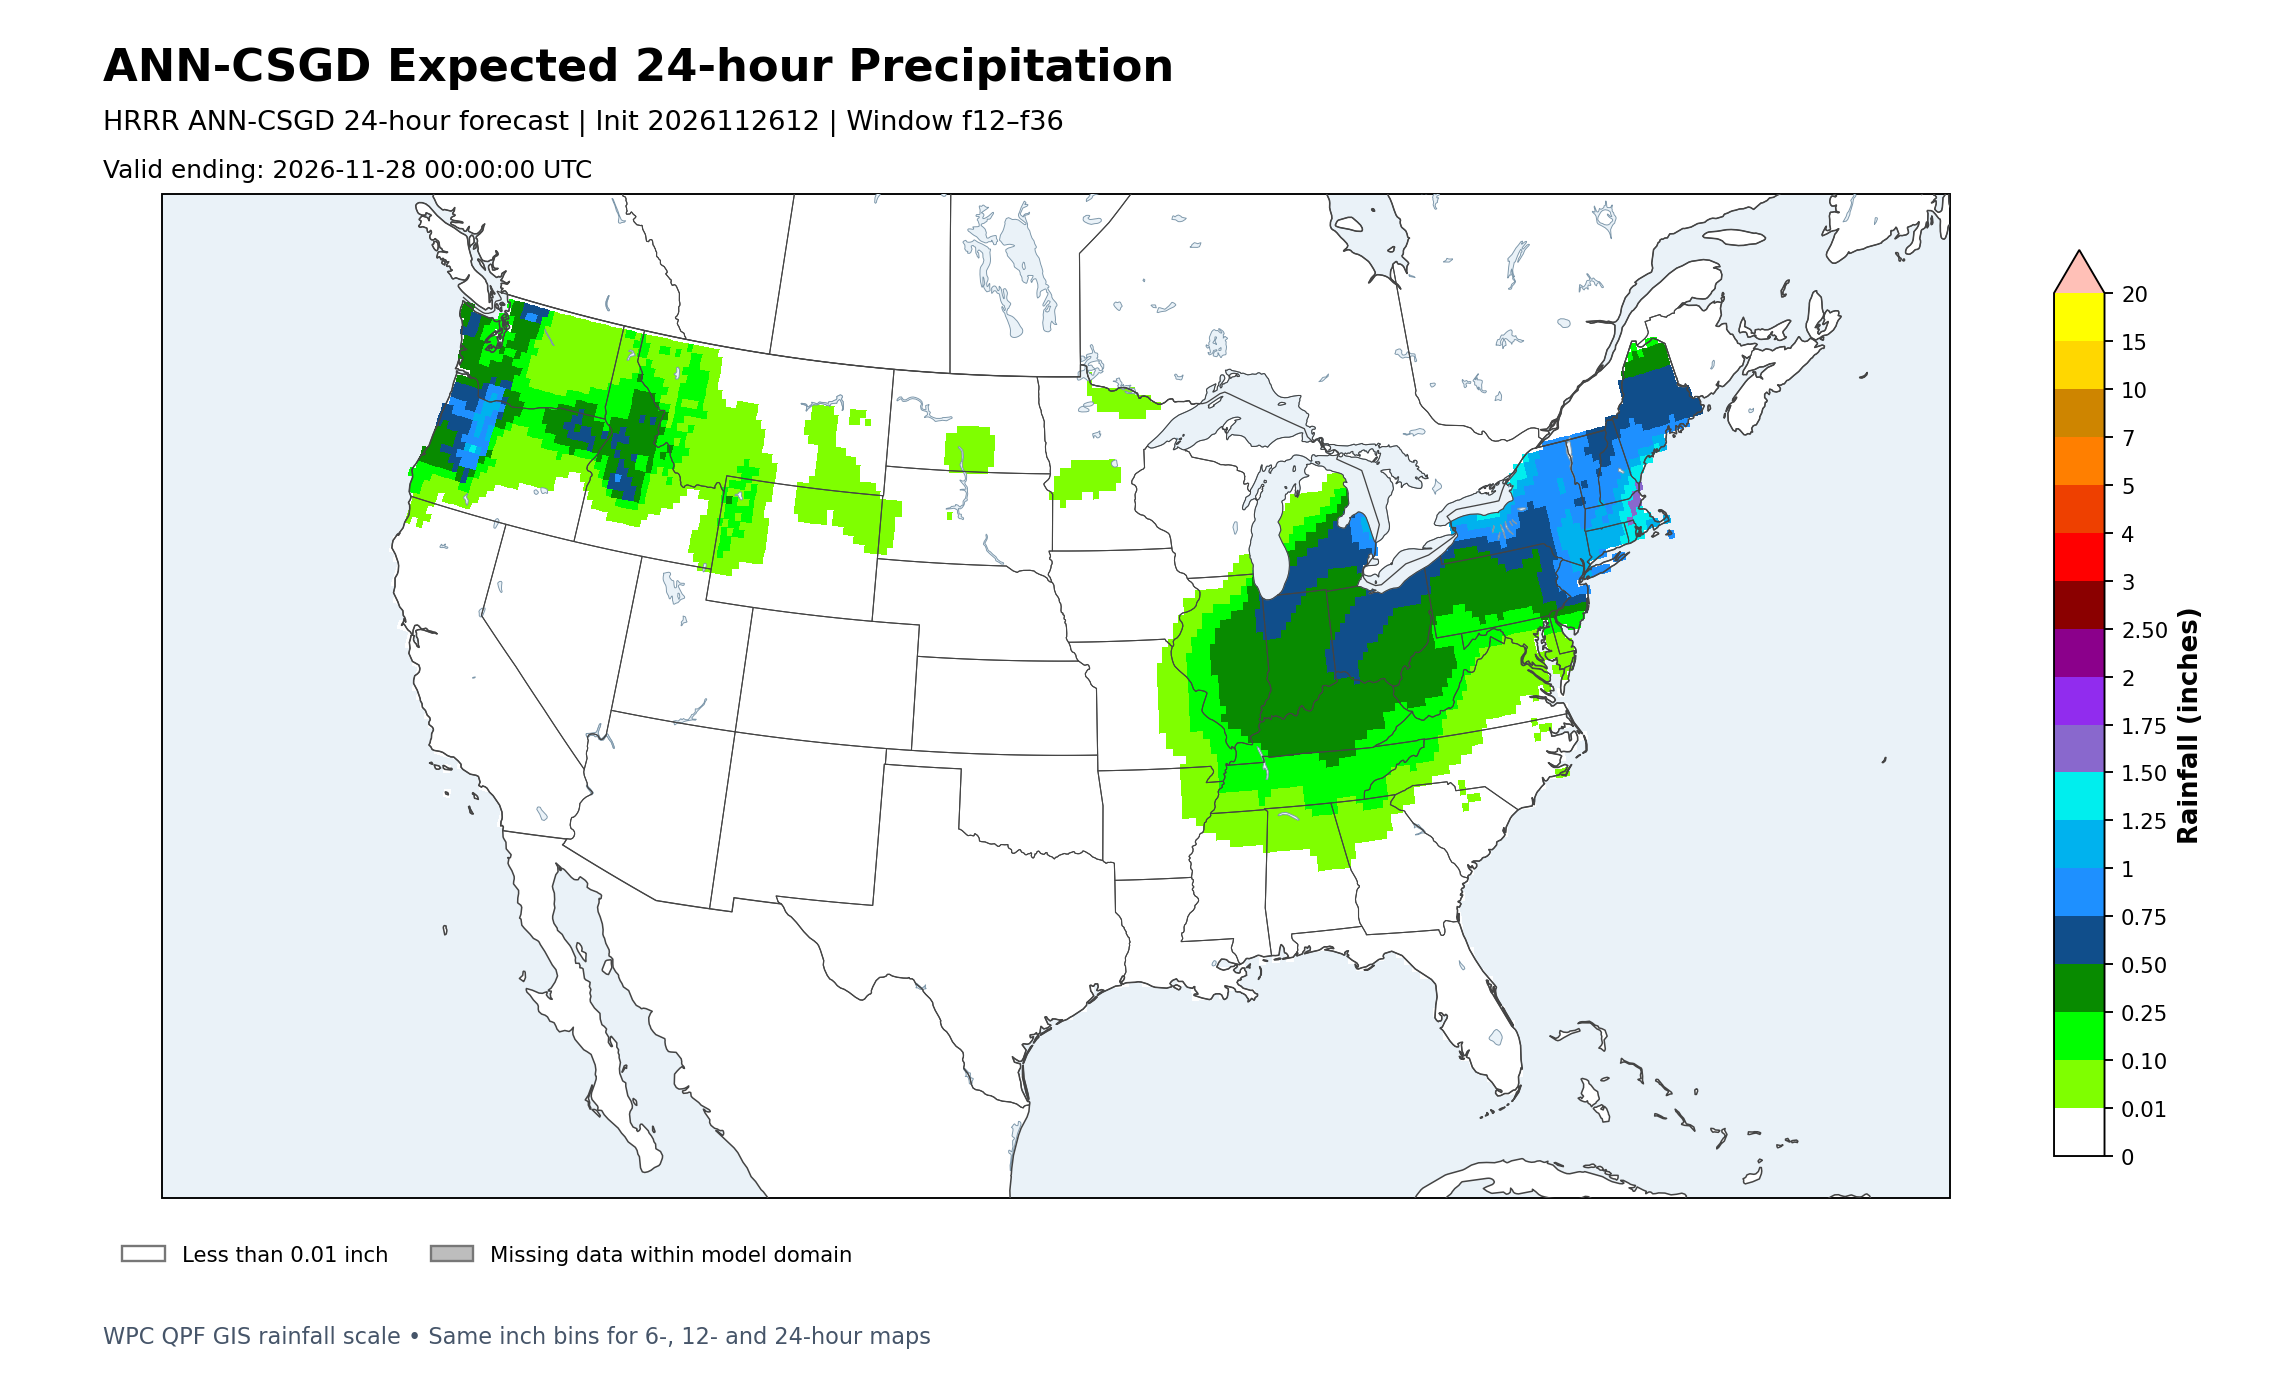 ANN-CSGD Expected 24-hour Precipitation
HRRR ANN-CSGD 24-hour forecast | Init 2026112612 | Window f12–f36
Valid ending: 2026-11-28 00:00:00 UTC
20
15
10
7
5
4
3
2.50
2
1.75
1.50
1.25
1
0.75
0.50
0.25
0.10
0.01
0
Rainfall (inches)
Less than 0.01 inch
Missing data within model domain
WPC QPF GIS rainfall scale • Same inch bins for 6-, 12- and 24-hour maps